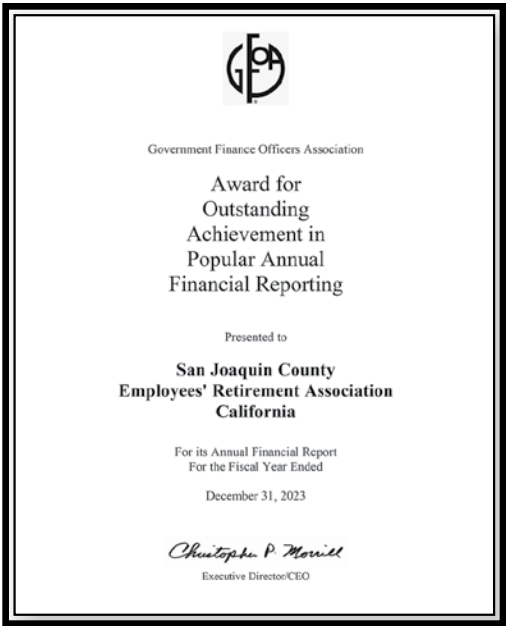 GFOA
Government Finance Officers Association
Award for
Outstanding
Achievement in
Popular Annual
Financial Reporting
Presented to
San Joaquin County
Employees' Retirement Association
California
For its Annual Financial Report
For the Fiscal Year Ended
December 31, 2023
Christopher P. Morrill
Executive Director/CEO